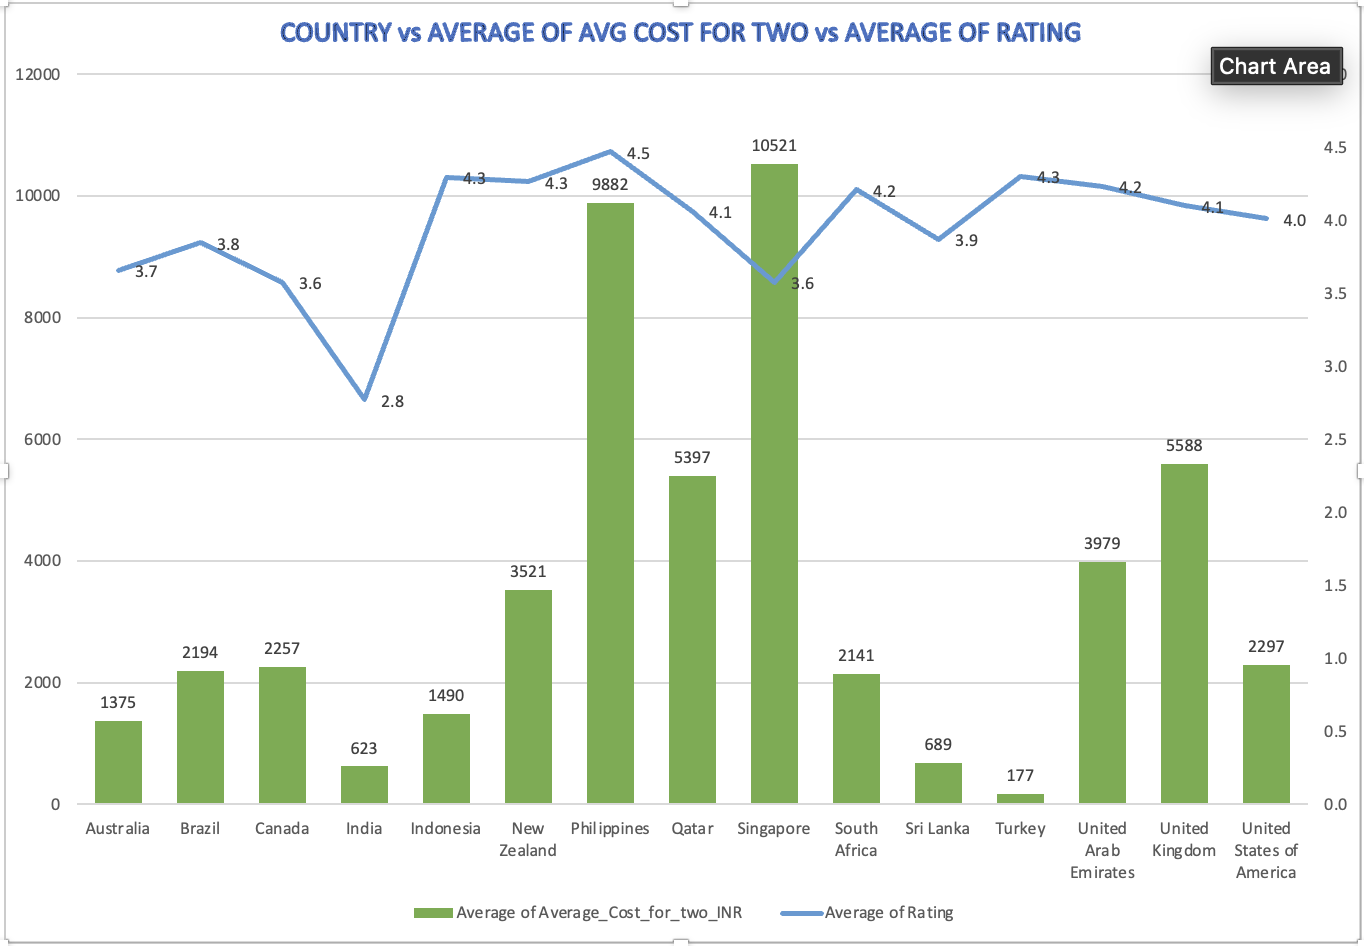 COUNTRY vs AVERAGE OF AVG COST FOR TWO vs AVERAGE OF RATING
Chart Area
12000
10000
8000
6000
4000
2000
0
4.5
4.0
3.5
3.0
2.5
2.0
1.5
1.0
0.5
0.0
3.7
3.8
3.6
2.8
4.3
4.3
4.5
4.1
3.6
4.2
3.9
4.3
4.2
4.1
4.0
1375
2194
2257
623
1490
3521
9882
5397
10521
2141
689
177
3979
5588
2297
Australia
Brazil
Canada
India
Indonesia
New
Zealand
Philippines
Qatar
Singapore
South
Africa
Sri Lanka
Turkey
United
Arab
Emirates
United
Kingdom
United
States of
America
Average of Average_Cost_for_two_INR
Average of Rating